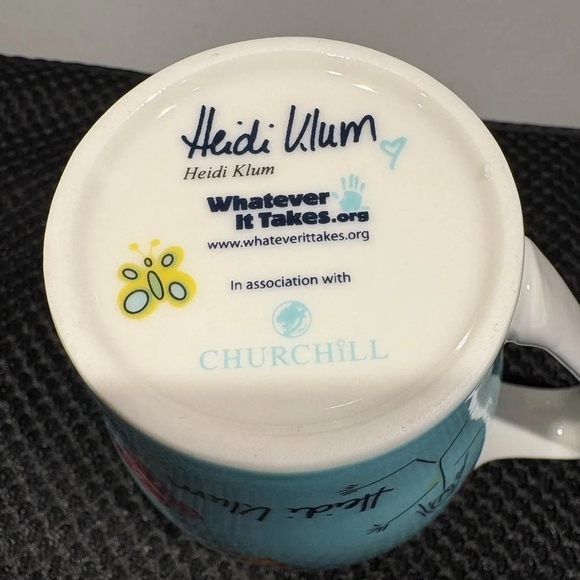 Heidi Klum
Heidi Klum
Whatever
It Takes.org
www.whateverittakes.org
In association with
CHURCHiLL
Heidi Klum